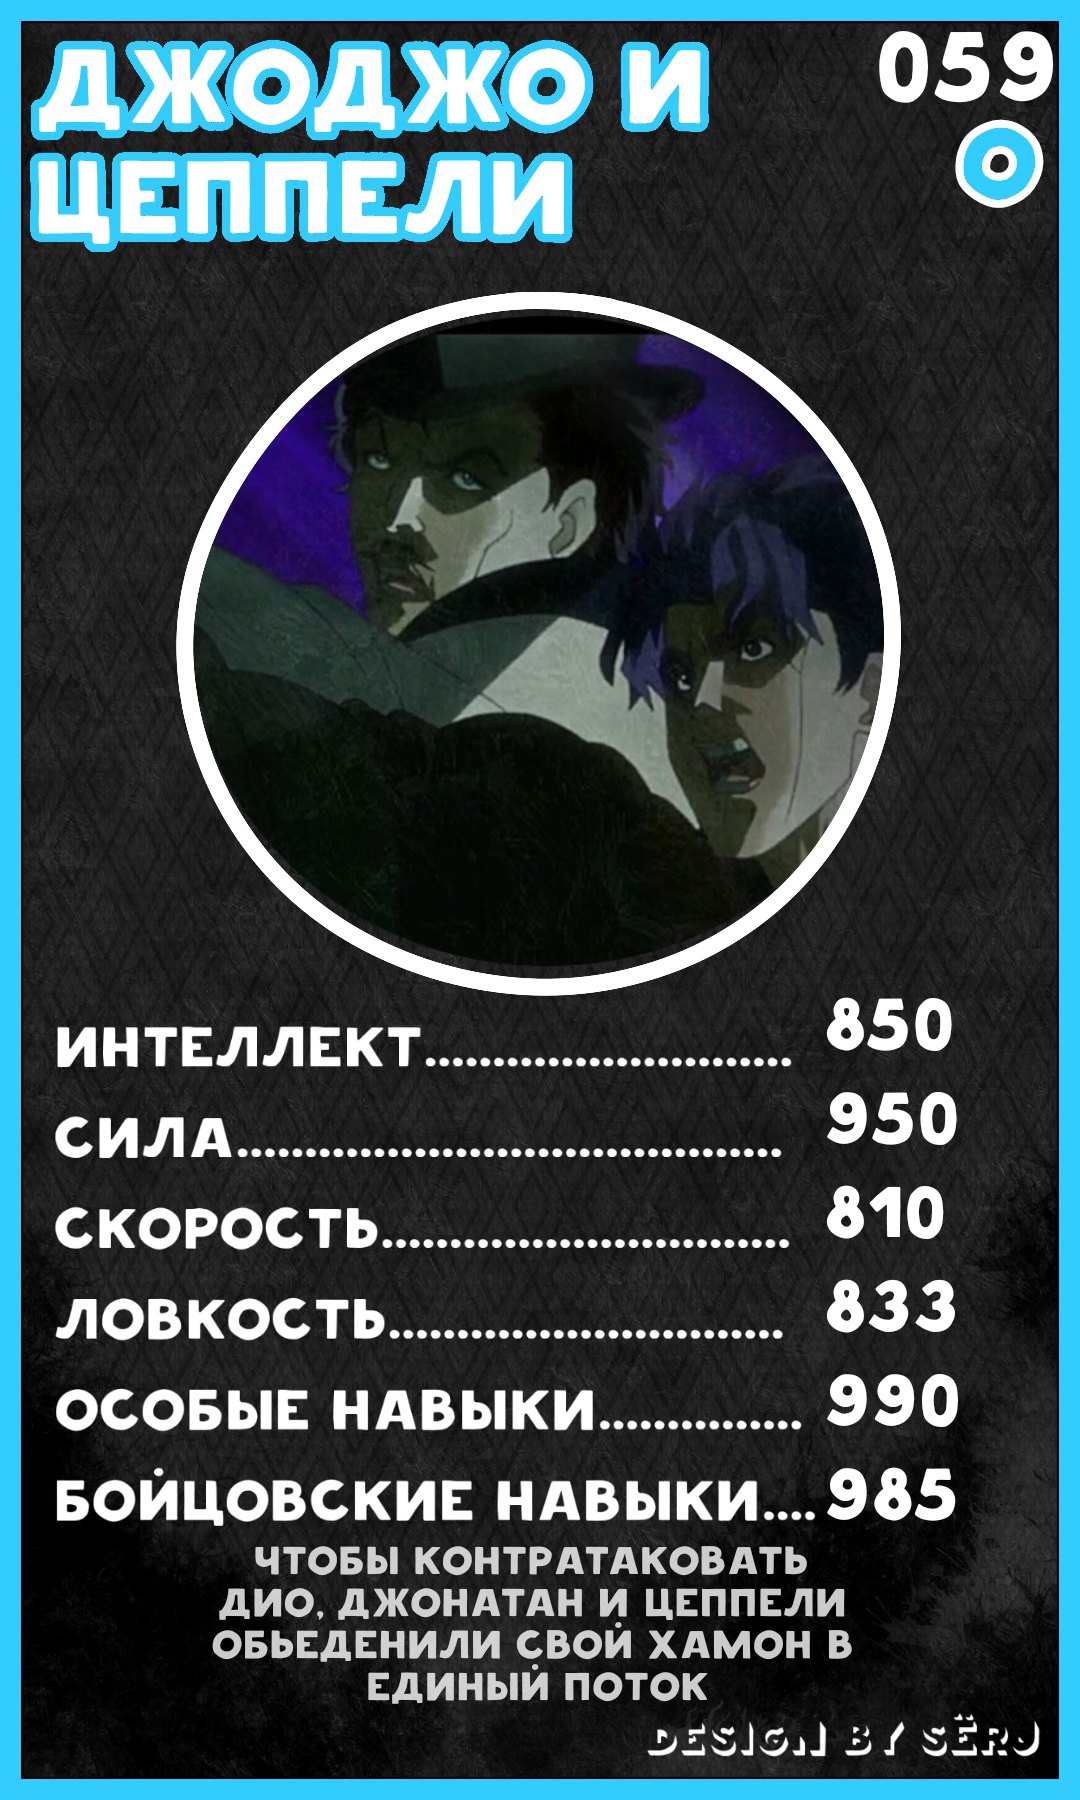 ДЖОДЖО И
ЦЕППЕЛИ
059
O
ИНТЕЛЛЕКТ........................... 850
СИЛА........................................ 950
СКОРОСТЬ.............................. 810
ЛОВКОСТЬ............................. 833
ОСОБЫЕ НАВЫКИ............... 990
БОЙЦОВСКИЕ НАВЫКИ.... 985
ЧТОБЫ КОНТРАТАКОВАТЬ
ДИО, ДЖОНАТАН И ЦЕППЕЛИ
ОБЬЕДЕНИЛИ СВОЙ ХАМОН В
ЕДИНЫЙ ПОТОК
DESIGN BY SËRJ